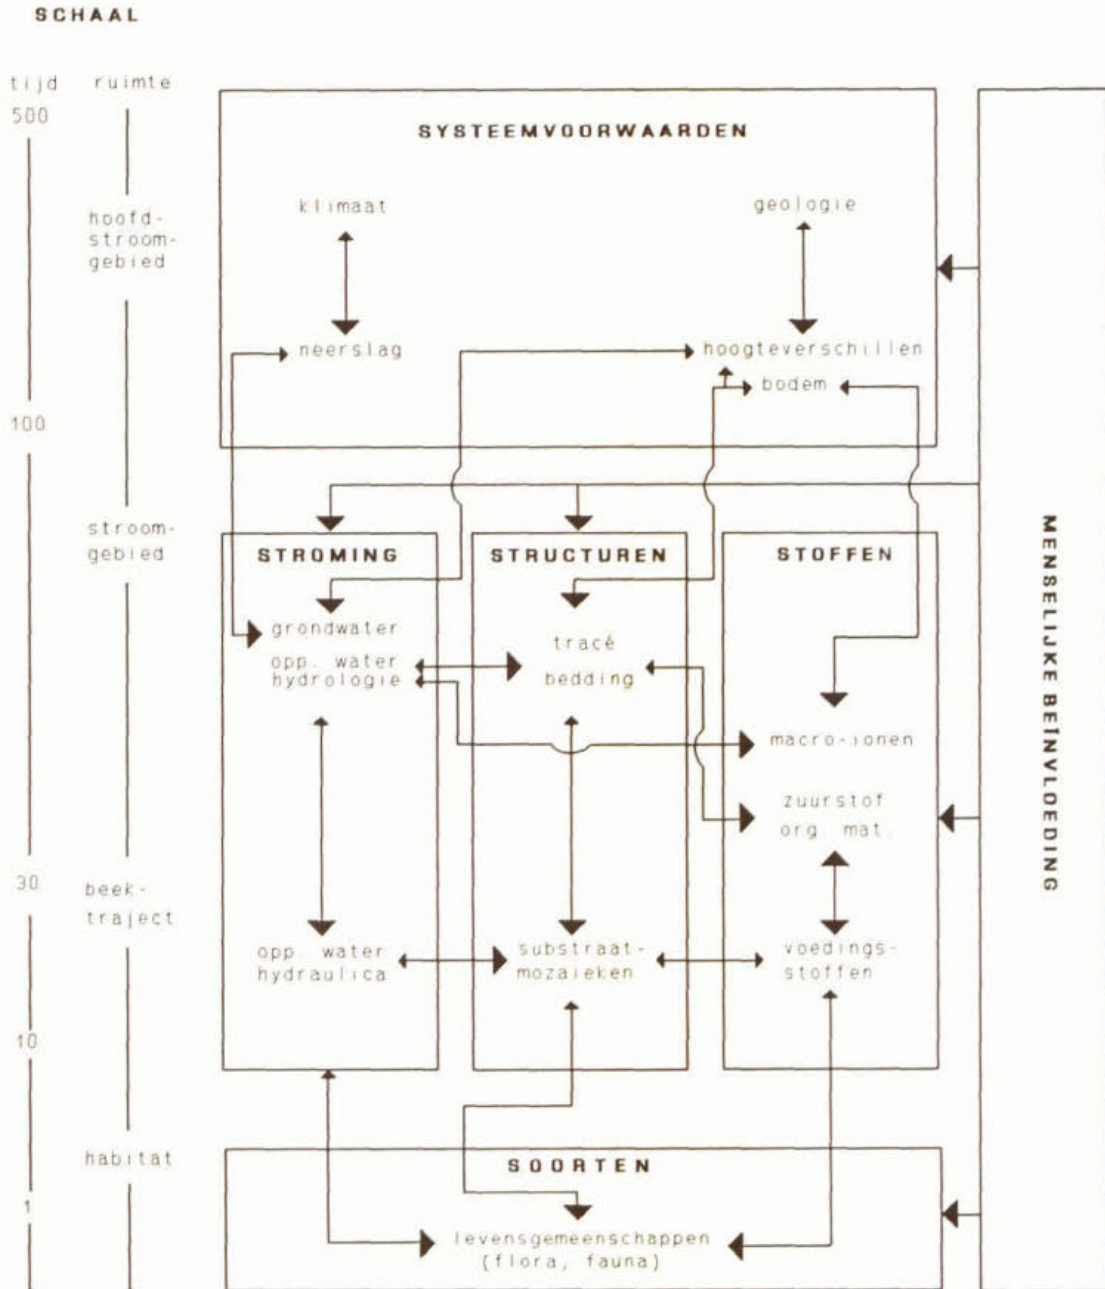 SCHAAL
tijd ruimte
500
hoofd-
stroom-
gebied
100
stroom-
gebied
30
beek-
traject
10
habitat
1
SYSTEEMVOORWAARDEN
klimaat
geologie
neerslag
hoogteverschillen
bodem
STROMING
grondwater
opp. water
hydrologie
opp. water
hydraulica
STRUCTUREN
tracé
bedding
substraat-
mozaieken
STOFFEN
macro-ionen
zuurstof
org. mat.
voedings-
stoffen
SOORTEN
levensgemeenschappen
(flora, fauna)
MENSELIJKE BEÏNVLOEDING